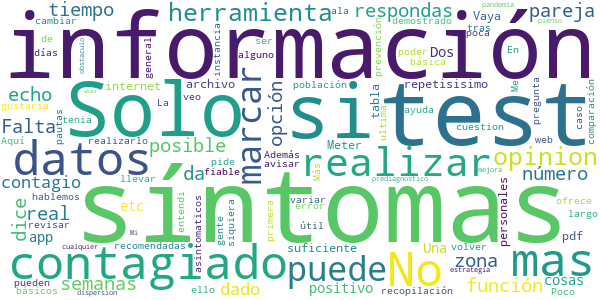 tiempo
herramienta
respondas
pareja
información
Solo
si
test
síntomas
datos
marcar
realizar
opinion
contagiado
puede
No
mas
echo
Falta
contagio
dice
real
app
semanas
etc
posible
da
dado
positivo
suficiente
zona
función
número
personales
opción
tabla
cosas
pdf
Una
Dos
Vaya
demostrado
cambiar
de
días
general
instancia
ser
alguno
ala
tras
poca
En
pandemia
pienso
prevención
poder
básica
Me
repetisisimo
caso
comparación
web
pregunta
obstaculo
gustaria
Aquí
tenia
pautas
internet
realizarlo
La
archivo
veo
población
ayuda
ultima
cuestion
Meter
Además
avisar
pide
fiable
llevar
entendi
asintomaticos
hablemos
revisar
recomendadas
Mi
cualquier
pueden
básicos
dispersion
ello
gente
siquiera
primera
útil
variar
error
Más
prediagnostico
recopilación
volver
estrategia
ofrece
largo
Poco
mejora